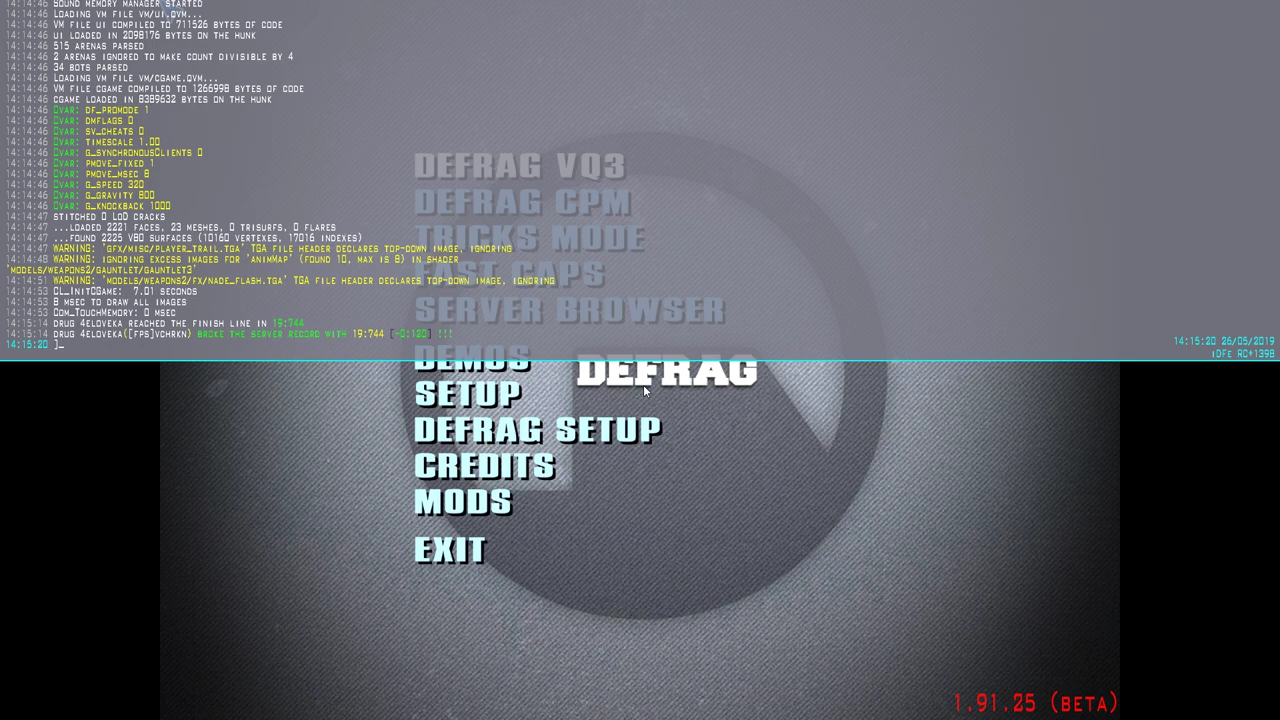 SOUND MEMORY MANAGER STARTED
14:14:46 LOADING VM FILE VM/UI.QVM...
14:14:46 VM FILE UI COMPILED TO 711526 BYTES OF CODE
14:14:46 UI LOADED IN 2098176 BYTES ON THE HUNK
14:14:46 515 ARENAS PARSED
14:14:46 2 ARENAS IGNORED TO MAKE COUNT DIVISIBLE BY 4
14:14:46 34 BOTS PARSED
14:14:46 LOADING VM FILE VM/CGAME.QVM...
14:14:46 VM FILE CGAME COMPILED TO 1266998 BYTES OF CODE
14:14:46 CGAME LOADED IN 8389632 BYTES ON THE HUNK
14:14:46 CVAR: DF_PROMODE 1
14:14:46 CVAR: DMFLAGS 0
14:14:46 CVAR: SV_CHEATS 0
14:14:46 CVAR: TIMESCALE 1.00
14:14:46 CVAR: G_SYNCHRONOUSCLIENTS 0
14:14:46 CVAR: PMOVE_FIXED 1
14:14:46 CVAR: PMOVE_MSEC 8
14:14:46 CVAR: G_SPEED 320
14:14:46 CVAR: G_GRAVITY 800
14:14:46 CVAR: G_KNOCKBACK 1000
14:14:47 STITCHED 0 LOD CRACKS
14:14:47 ...LOADED 2221 FACES, 23 MESHES, 0 TRISURFS, 0 FLARES
14:14:47 ...FOUND 2225 VBO SURFACES (10160 VERTEXES, 17016 INDEXES)
14:14:47 WARNING: 'GFX/MISC/PLAYER_TRAIL.TGA' TGA FILE HEADER DECLARES TOP-DOWN IMAGE, IGNORING
14:14:48 WARNING: IGNORING EXCESS IMAGES FOR 'ANIMMAP' (FOUND 10, MAX IS 8) IN SHADER
'MODELS/WEAPONS2/GAUNTLET/GAUNTLET3'
14:14:51 WARNING: 'MODELS/WEAPONS2/FX/NADE_FLASH.TGA' TGA FILE HEADER DECLARES TOP-DOWN IMAGE, IGNORING
14:14:53 CL_INITCGAME:  7.01 SECONDS
14:14:53 8 MSEC TO DRAW ALL IMAGES
14:14:53 COM_TOUCHMEMORY: 0 MSEC
14:15:14 DRUG 4ELOVEKA REACHED THE FINISH LINE IN 19:744
14:15:14 DRUG 4ELOVEKA([FPS]VCHRKN) BROKE THE SERVER RECORD WITH 19:744 [-0:120] !!!
14:15:20 ]_
14:15:20 26/05/2019
IDFE RC+1398
DEFRAG VQ3
DEFRAG CPM
TRICKS MODE
FAST CAPS
SERVER BROWSER
DEMOS
DEFRAG
SETUP
DEFRAG SETUP
CREDITS
MODS
EXIT
1.91.25 (BETA)